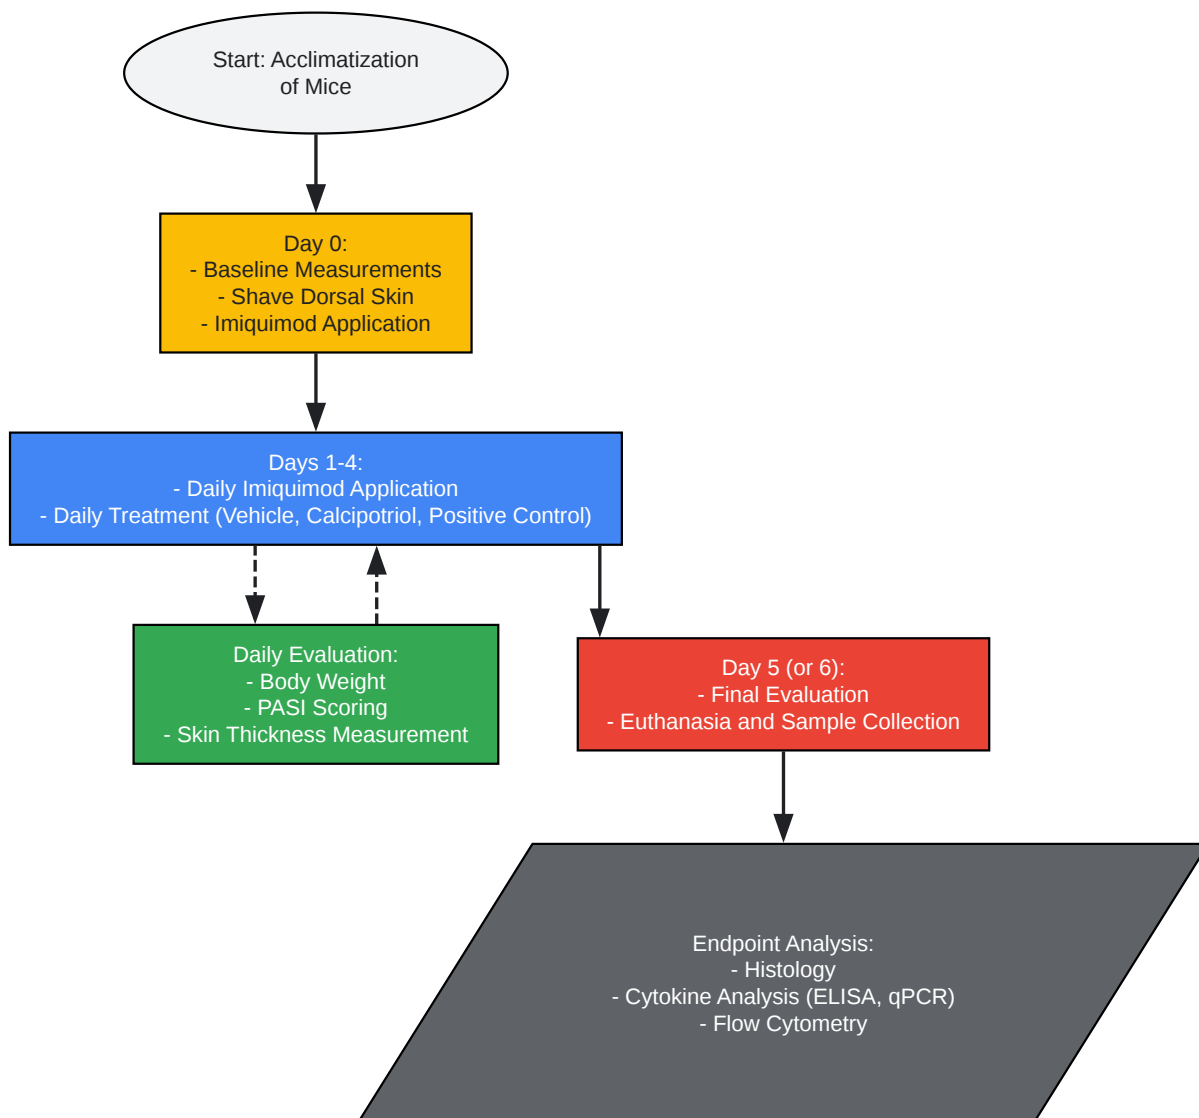 Start: Acclimatization
of Mice
Day 0:
- Baseline Measurements
- Shave Dorsal Skin
- Imiquimod Application
Days 1-4:
- Daily Imiquimod Application
- Daily Treatment (Vehicle, Calcipotriol, Positive Control)
Daily Evaluation:
- Body Weight
- PASI Scoring
- Skin Thickness Measurement
Day 5 (or 6):
- Final Evaluation
- Euthanasia and Sample Collection
Endpoint Analysis:
- Histology
- Cytokine Analysis (ELISA, qPCR)
- Flow Cytometry